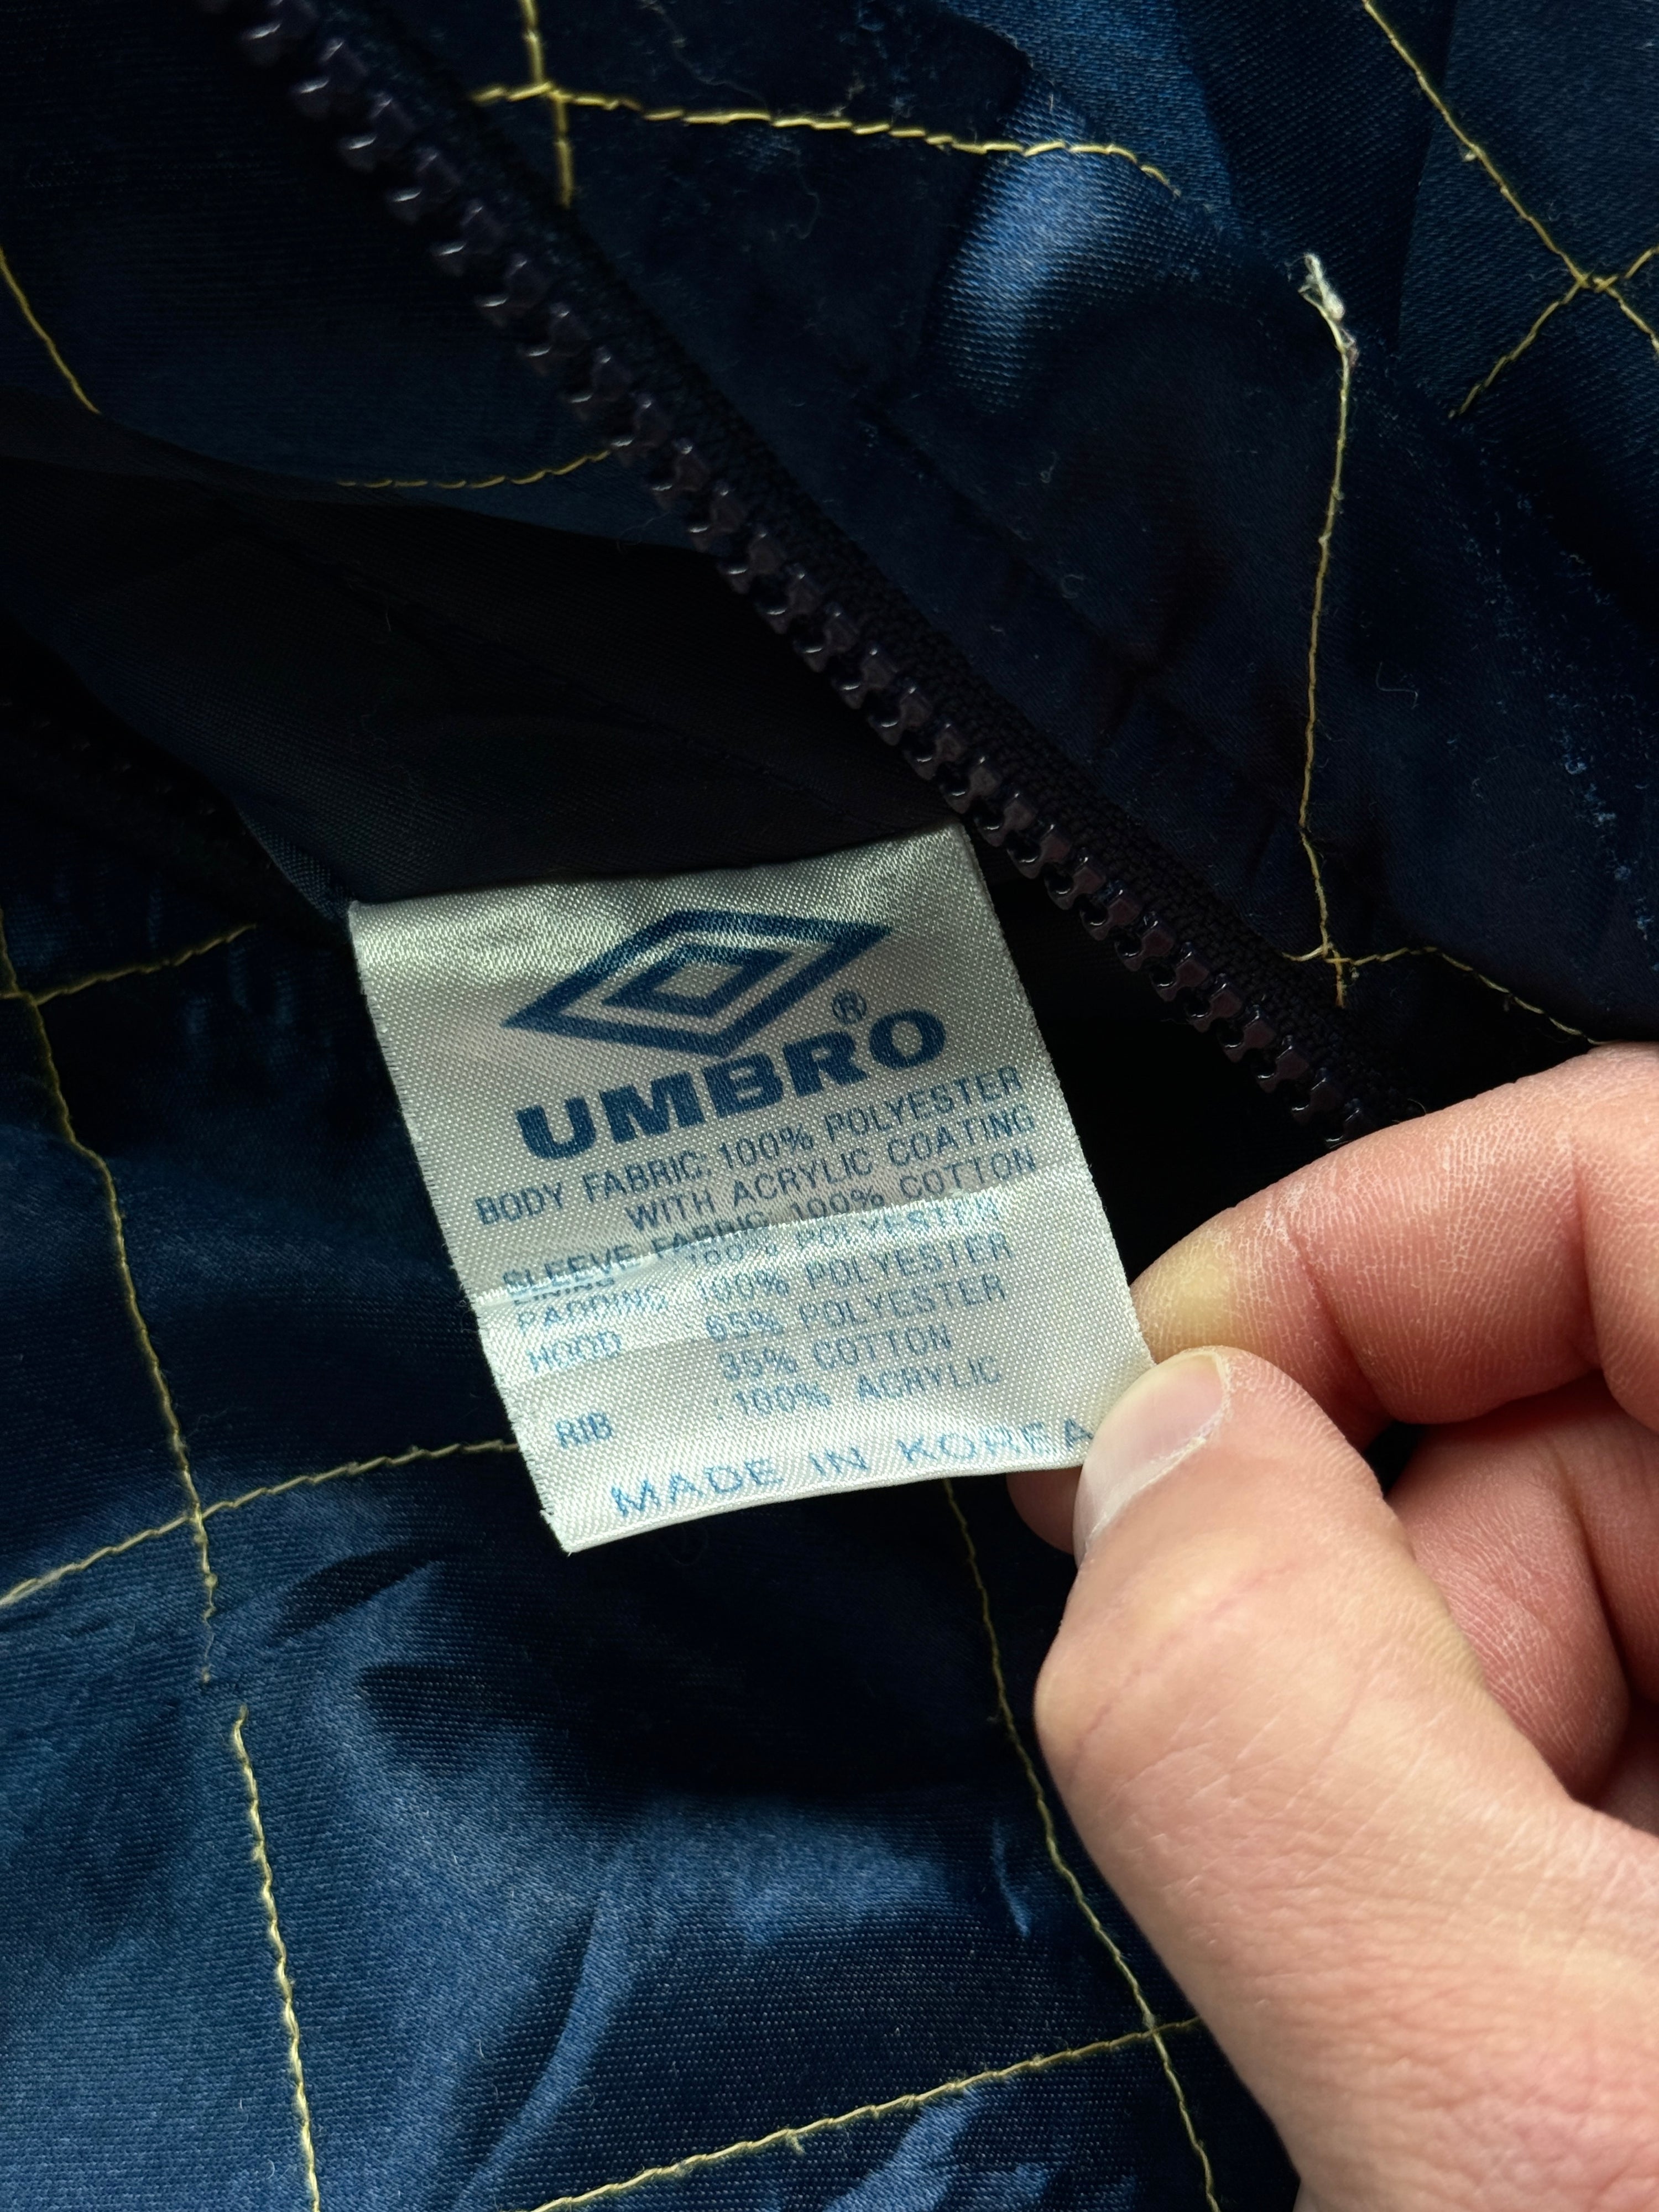 ®
UMBRO
BODY FABRIC: 100% POLYESTER
WITH ACRYLIC COATING
SLEEVE FABRIC 100% COTTON
LINING 100% POLYESTER
PADDING 100% POLYESTER
HOOD 65% POLYESTER
35% COTTON
RIB :100% ACRYLIC
MADE IN KOREA